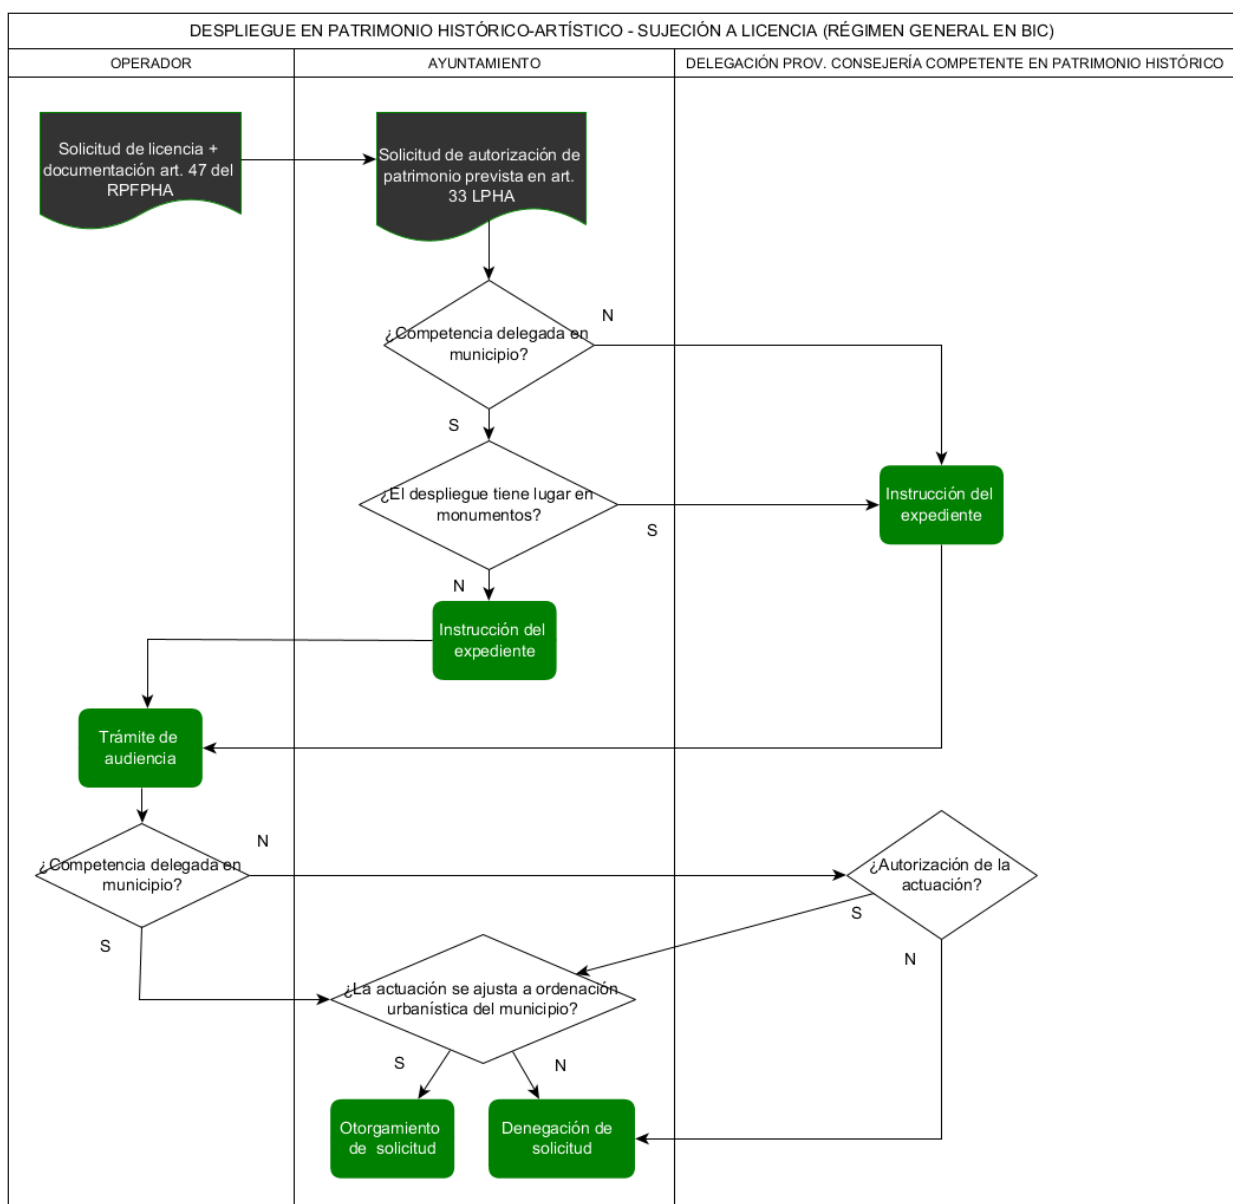 DESPLIEGUE EN PATRIMONIO HISTÓRICO-ARTÍSTICO - SUJECIÓN A LICENCIA (RÉGIMEN GENERAL EN BIC)
OPERADOR
AYUNTAMIENTO
DELEGACIÓN PROV. CONSEJERÍA COMPETENTE EN PATRIMONIO HISTÓRICO
Solicitud de licencia +
documentación art. 47 del
RPFPHA
Solicitud de autorización de
patrimonio prevista en art.
33 LPHA
¿Competencia delegada en
municipio?
N
S
¿El despliegue tiene lugar en
monumentos?
S
N
Instrucción del
expediente
Instrucción del
expediente
Trámite de
audiencia
¿Competencia delegada en
municipio?
N
S
¿Autorización de la
actuación?
S
N
¿La actuación se ajusta a ordenación
urbanística del municipio?
S
N
Otorgamiento
de solicitud
Denegación de
solicitud